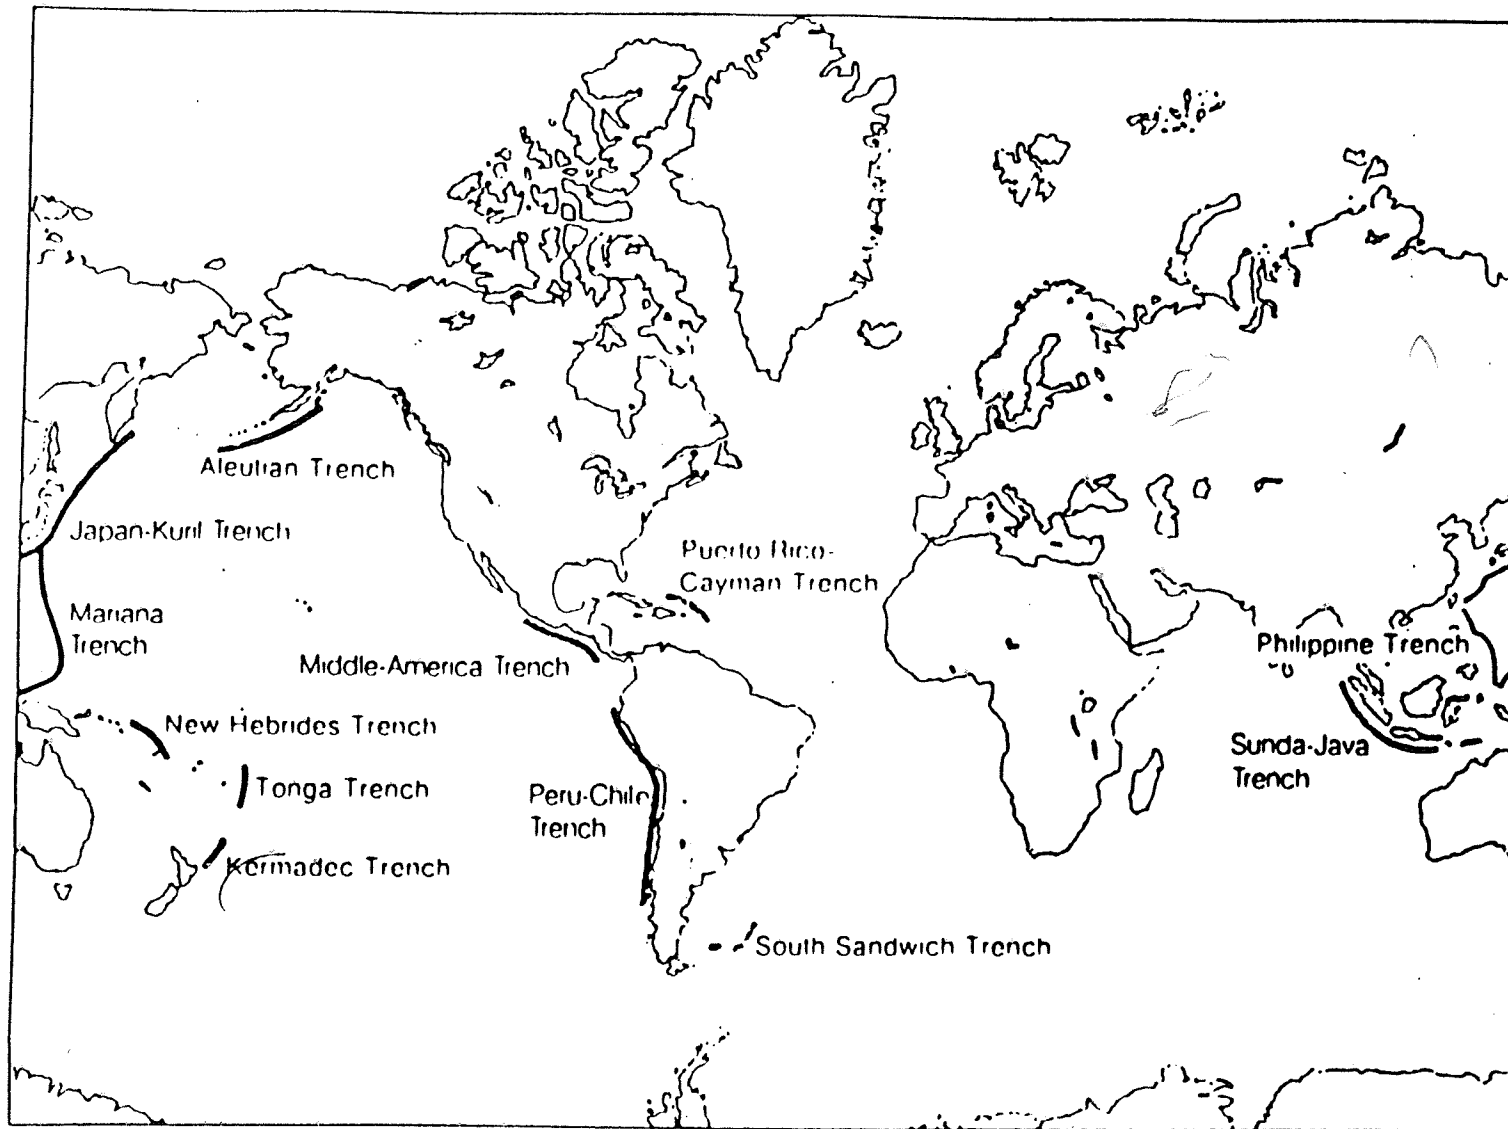 Aleutian Trench
Japan-Kuril Trench
Puerto Rico-
Cayman Trench
Mariana
Trench
Philippine Trench
Middle-America Trench
New Hebrides Trench
Sunda-Java
Trench
Tonga Trench
Peru-Chile
Trench
Kermadec Trench
South Sandwich Trench